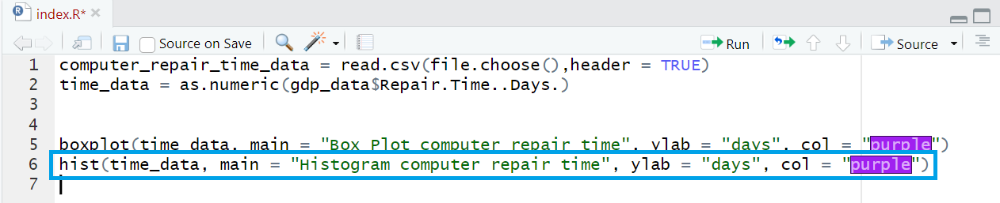 index.R*
Source on Save Run Source
1 computer_repair_time_data = read.csv(file.choose(),header = TRUE)
2 time_data = as.numeric(gdp_data$Repair.Time..Days.)
3
4
5 boxplot(time_data, main = "Box Plot computer repair time", ylab = "days", col = "purple")
6 hist(time_data, main = "Histogram computer repair time", ylab = "days", col = "purple")
7